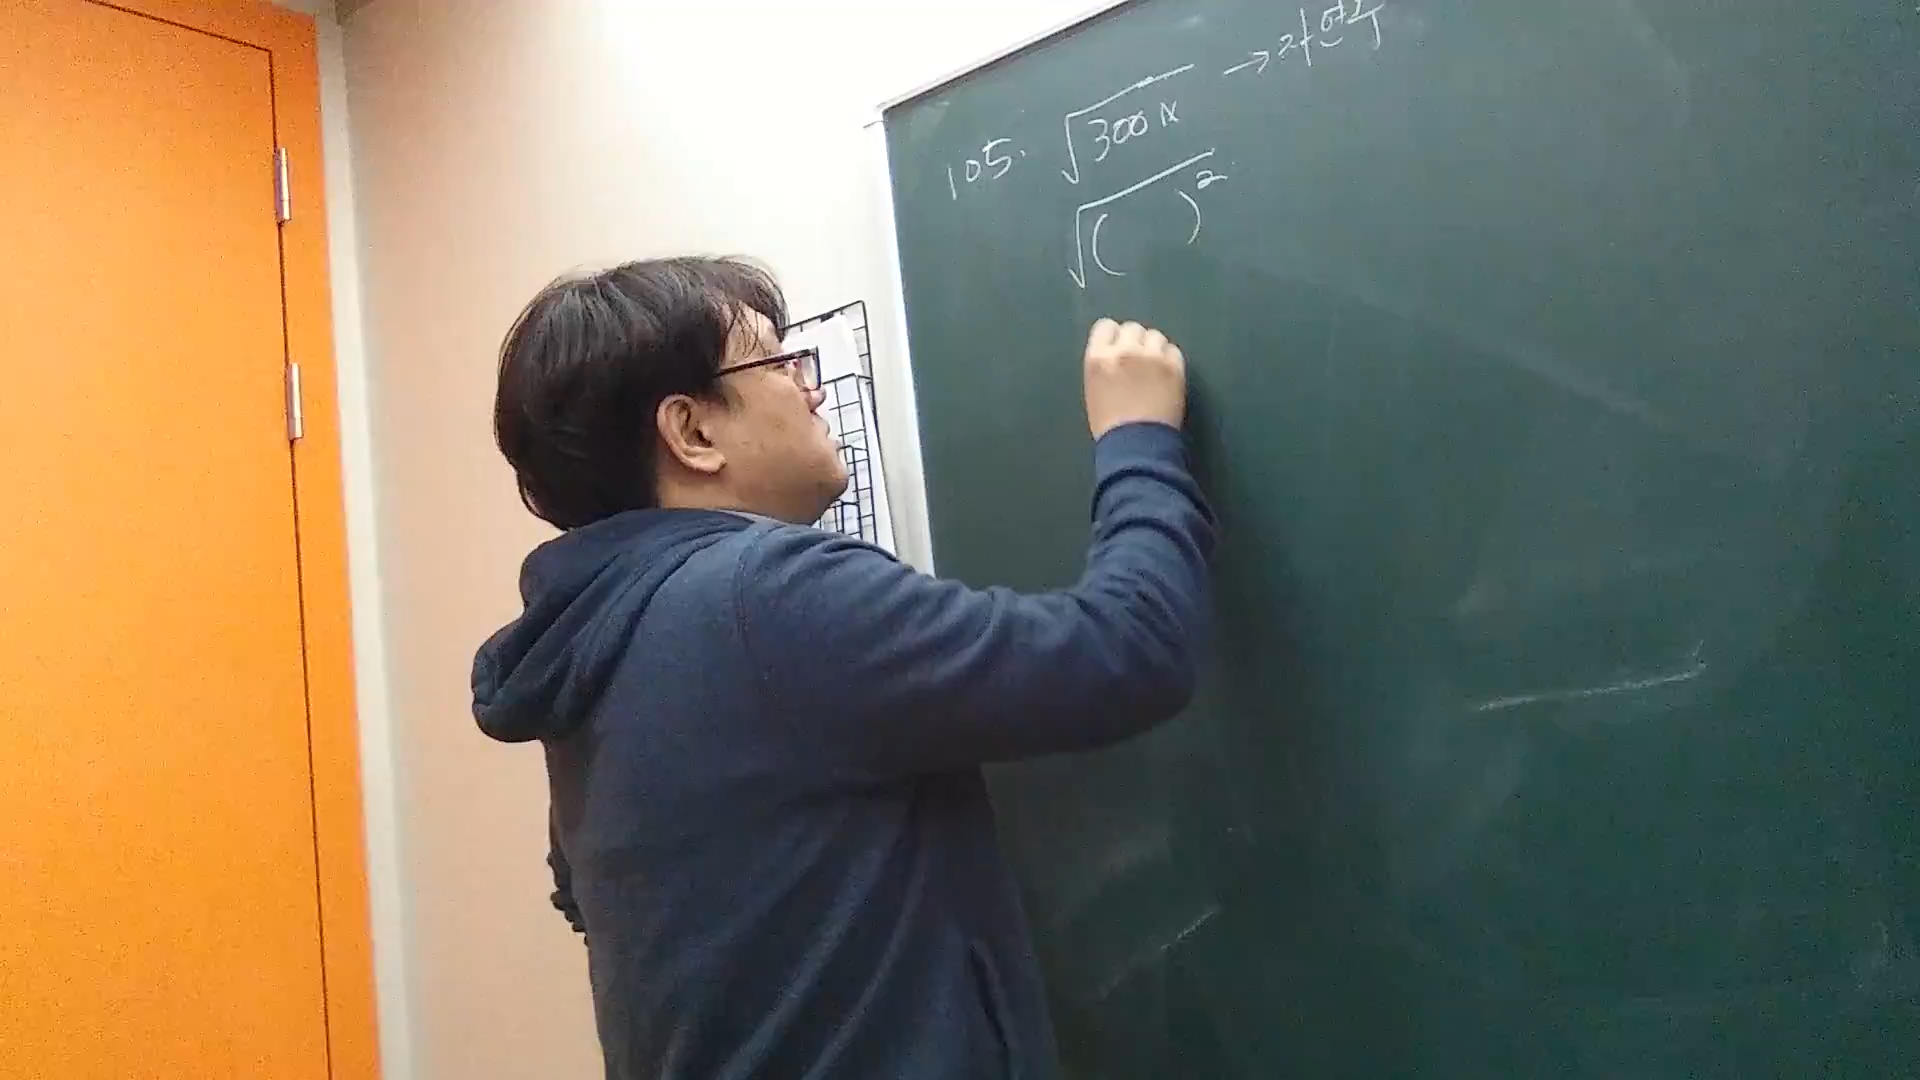 105. √300x → 자연수
√( )²